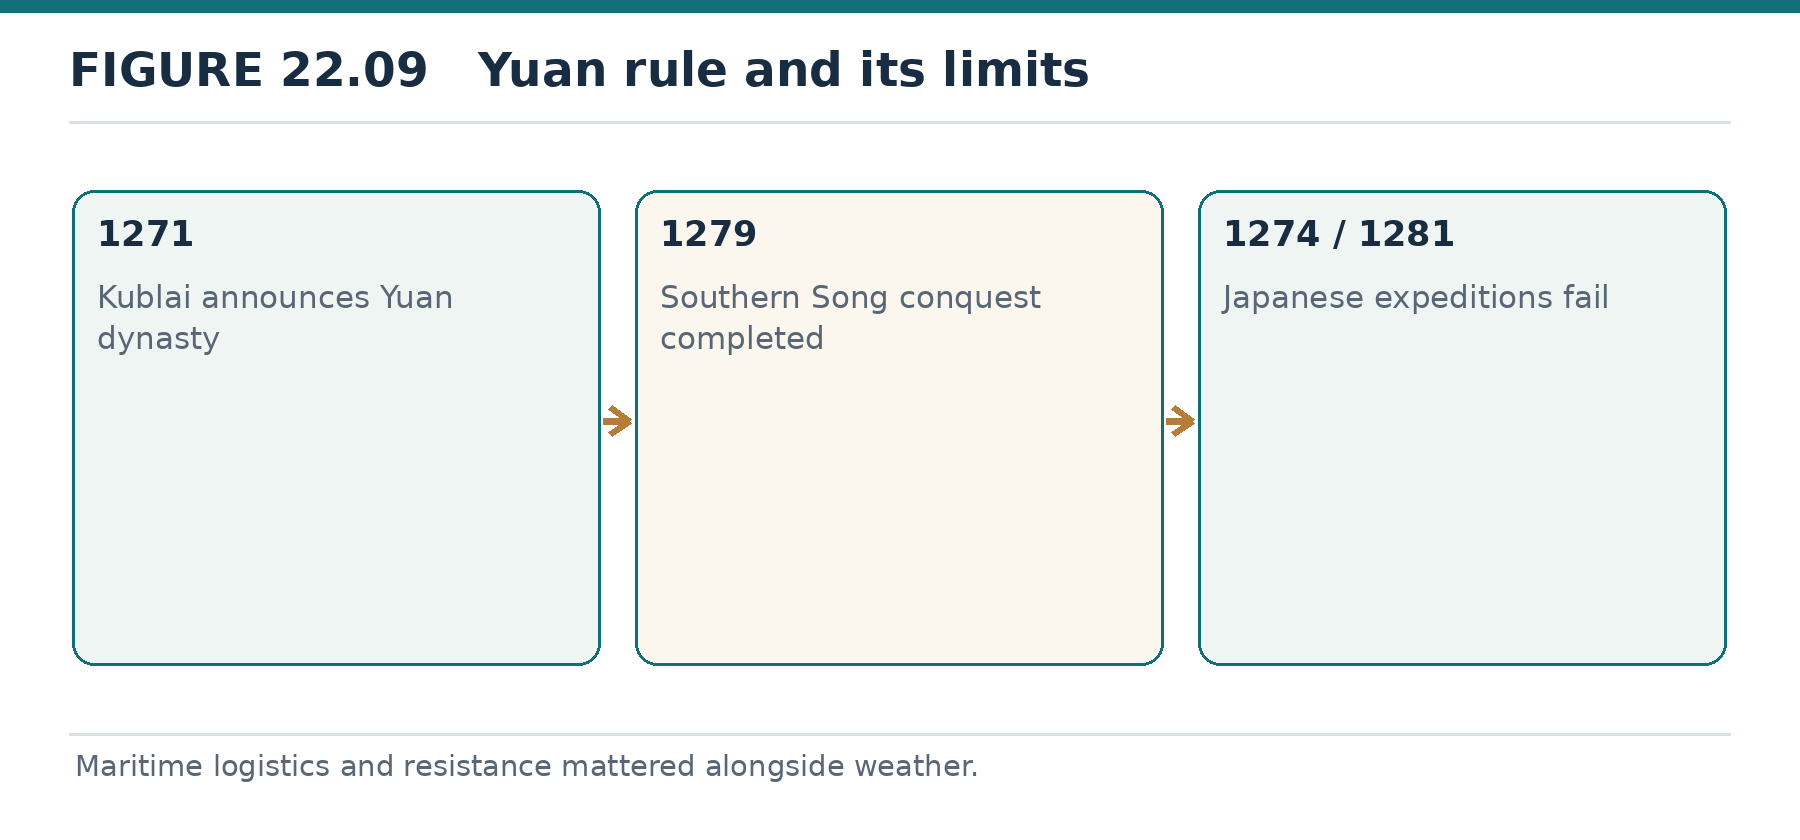 FIGURE 22.09 Yuan rule and its limits
1271
Kublai announces Yuan
dynasty
1279
Southern Song conquest
completed
1274 / 1281
Japanese expeditions fail
Maritime logistics and resistance mattered alongside weather.